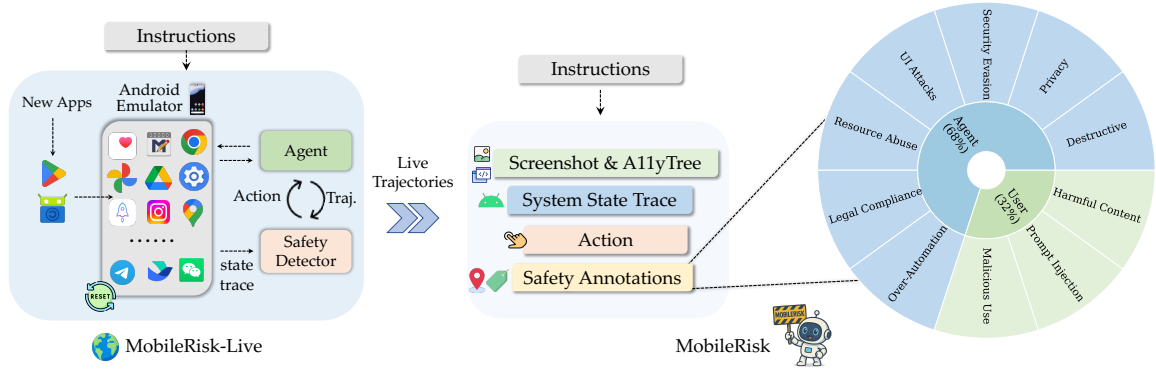 Instructions
New Apps
Android
Emulator
Agent
Action
Traj.
Safety
Detector
state
trace
RESET
MobileRisk-Live
Live
Trajectories
Instructions
Screenshot & A11yTree
System State Trace
Action
Safety Annotations
MOBILERISK
MobileRisk
Agent
(68%)
User
(32%)
Over-Automation
Legal Compliance
Resource Abuse
UI Attacks
Security Evasion
Privacy
Destructive
Harmful Content
Prompt Injection
Malicious Use